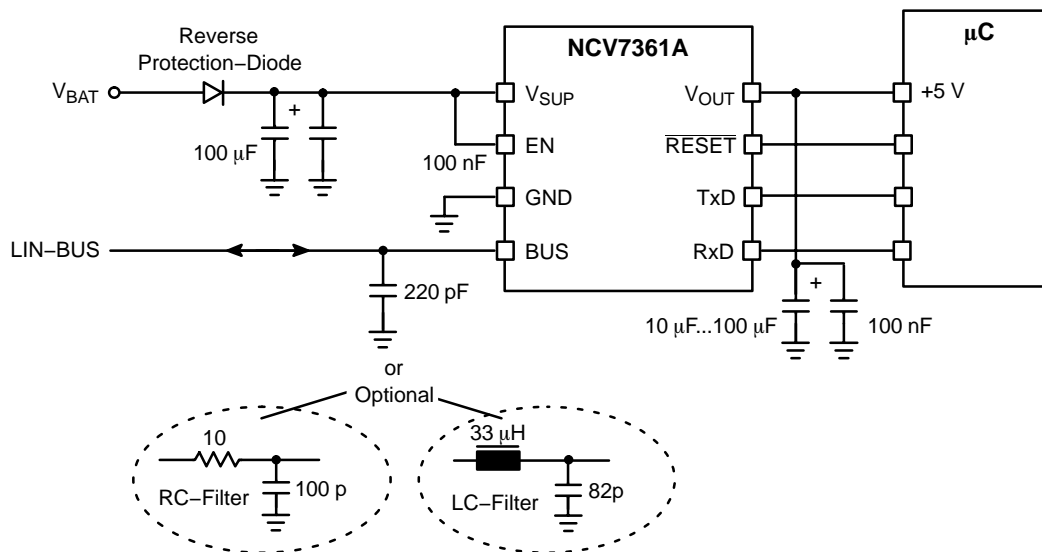 Reverse
Protection–Diode
NCV7361A
μC
V_BAT
V_SUP
V_OUT
+5 V
+
100 μF
100 nF
EN
RESET
GND
TxD
LIN–BUS
BUS
RxD
220 pF
+
10 μF...100 μF
100 nF
or
Optional
10
100 p
RC–Filter
33 μH
82p
LC–Filter